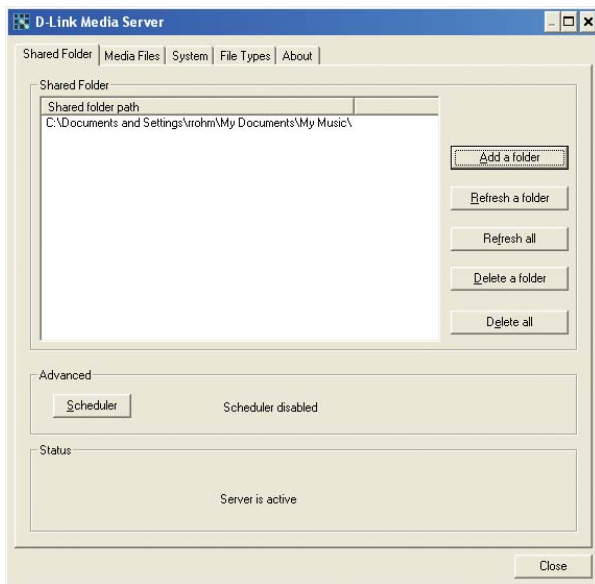 D-Link Media Server
Shared Folder Media Files System File Types About
Shared Folder
Shared folder path
C:\Documents and Settings\rrohm\My Documents\My Music\
Add a folder
Refresh a folder
Refresh all
Delete a folder
Delete all
Advanced
Scheduler Scheduler disabled
Status
Server is active
Close